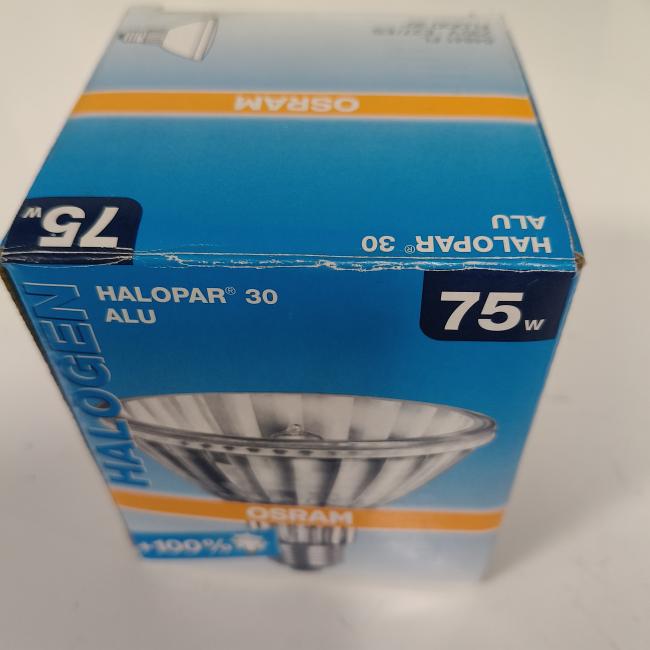 OSRAM
75w
HALOPAR® 30
ALU
HALOPAR® 30
ALU
75w
HALOGEN
OSRAM
+100%